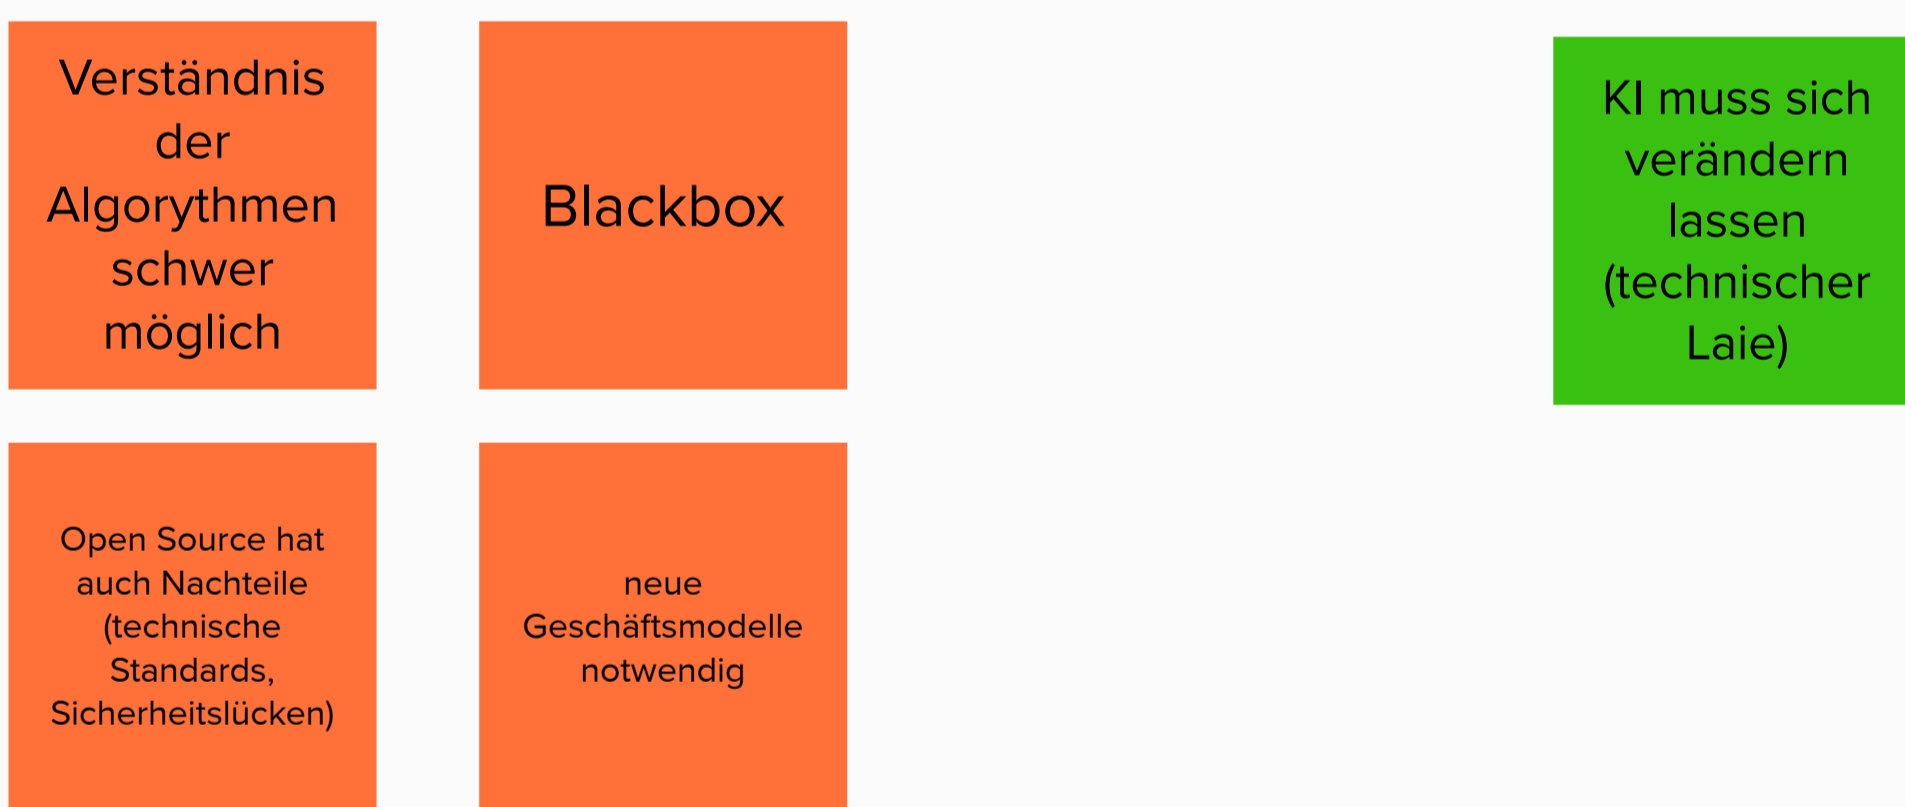 Verständnis
der
Algorythmen
schwer
möglich
Blackbox
KI muss sich
verändern
lassen
(technischer
Laie)
Open Source hat
auch Nachteile
(technische
Standards,
Sicherheitslücken)
neue
Geschäftsmodelle
notwendig